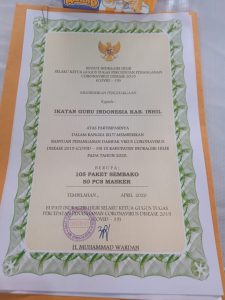 BUPATI INDRAGIRI HILIR
SELAKU KETUA GUGUS TUGAS PERCEPATAN PENANGANAN
CORONAVIRUS DISEASE 2019
(COVID - 19)
MEMBERIKAN PENGHARGAAN
Kepada :
IKATAN GURU INDONESIA KAB. INHIL
ATAS PARTISIPASINYA
DALAM RANGKA IKUT MEMBERIKAN
BANTUAN PENANGANAN DAMPAK VIRUS CORONAVIRUS
DISEASE 2019 (COVID - 19) DI KABUPATEN INDRAGIRI HILIR
PADA TAHUN 2020.
BERUPA :
105 PAKET SEMBAKO
50 PCS MASKER
TEMBILAHAN, APRIL 2020
BUPATI INDRAGIRI HILIR SELAKU KETUA GUGUS TUGAS
PERCEPATAN PENANGANAN CORONAVIRUS DISEASE 2019
(COVID - 19)
H. MUHAMMAD WARDAN